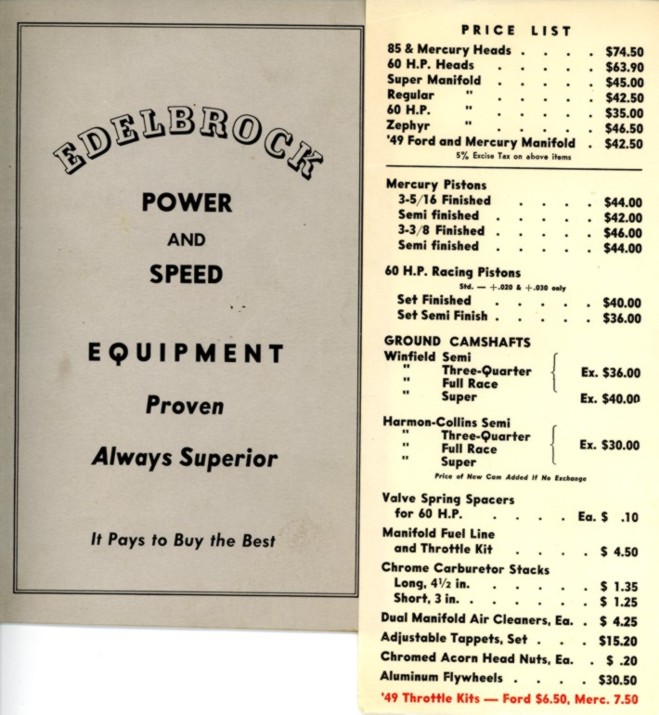 EDELBROCK
POWER
AND
SPEED
EQUIPMENT
Proven
Always Superior
It Pays to Buy the Best
PRICE LIST
85 & Mercury Heads . . . . $74.50
60 H.P. Heads . . . . . $63.90
Super Manifold . . . . . $45.00
Regular " . . . . . $42.50
60 H.P. " . . . . . $35.00
Zephyr " . . . . . $46.50
'49 Ford and Mercury Manifold . $42.50
5% Excise Tax on above items
Mercury Pistons
3-5/16 Finished . . . . $44.00
Semi finished . . . . $42.00
3-3/8 Finished . . . . $46.00
Semi finished . . . . $44.00
60 H.P. Racing Pistons
Std. — +.020 & +.030 only
Set Finished . . . . . $40.00
Set Semi Finish . . . . . $36.00
GROUND CAMSHAFTS
Winfield Semi
" Three-Quarter Ex. $36.00
" Full Race
" Super Ex. $40.00
Harmon-Collins Semi
" Three-Quarter
" Full Race Ex. $30.00
" Super
Price of New Cam Added If No Exchange
Valve Spring Spacers
for 60 H.P. . . . . Ea. $ .10
Manifold Fuel Line
and Throttle Kit . . . . $ 4.50
Chrome Carburetor Stacks
Long, 4½ in. . . . . . $ 1.35
Short, 3 in. . . . . . . $ 1.25
Dual Manifold Air Cleaners, Ea. . $ 4.25
Adjustable Tappets, Set . . . $15.20
Chromed Acorn Head Nuts, Ea. . $ .20
Aluminum Flywheels . . . . $30.50
'49 Throttle Kits — Ford $6.50, Merc. 7.50